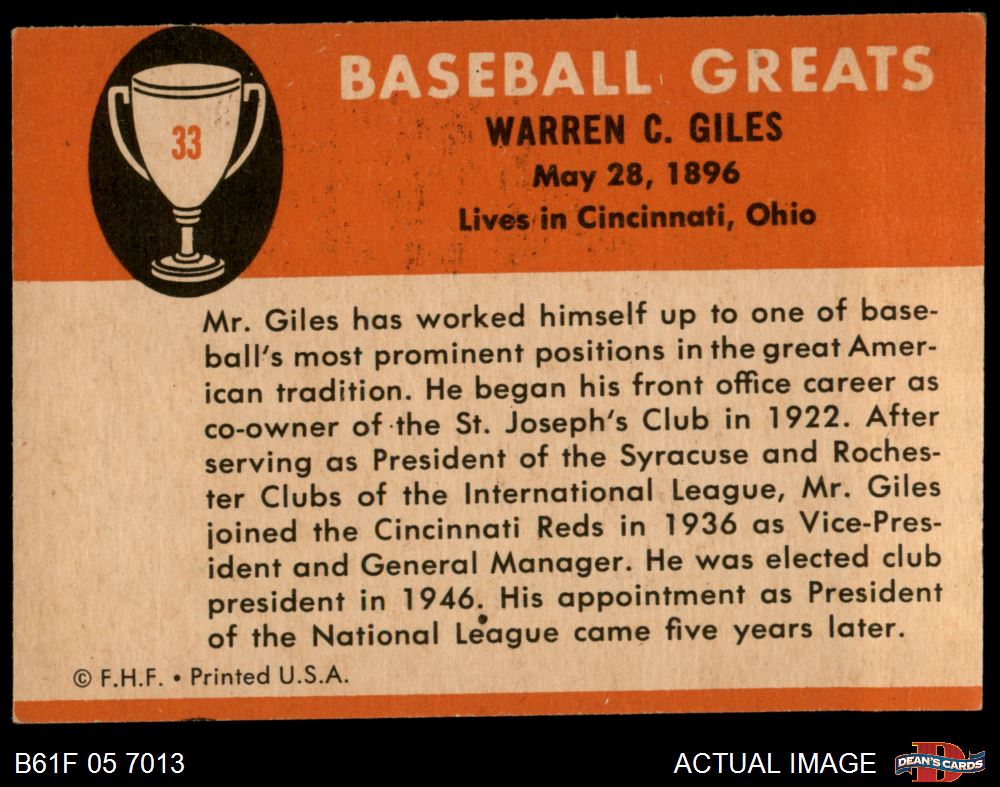 33
BASEBALL GREATS
WARREN C. GILES
May 28, 1896
Lives in Cincinnati, Ohio
Mr. Giles has worked himself up to one of base-
ball's most prominent positions in the great Amer-
ican tradition. He began his front office career as
co-owner of the St. Joseph's Club in 1922. After
serving as President of the Syracuse and Roches-
ter Clubs of the International League, Mr. Giles
joined the Cincinnati Reds in 1936 as Vice-Pres-
ident and General Manager. He was elected club
president in 1946. His appointment as President
of the National League came five years later.
© F.H.F. • Printed U.S.A.
B61F 05 7013
ACTUAL IMAGE
D
DEAN'S CARDS